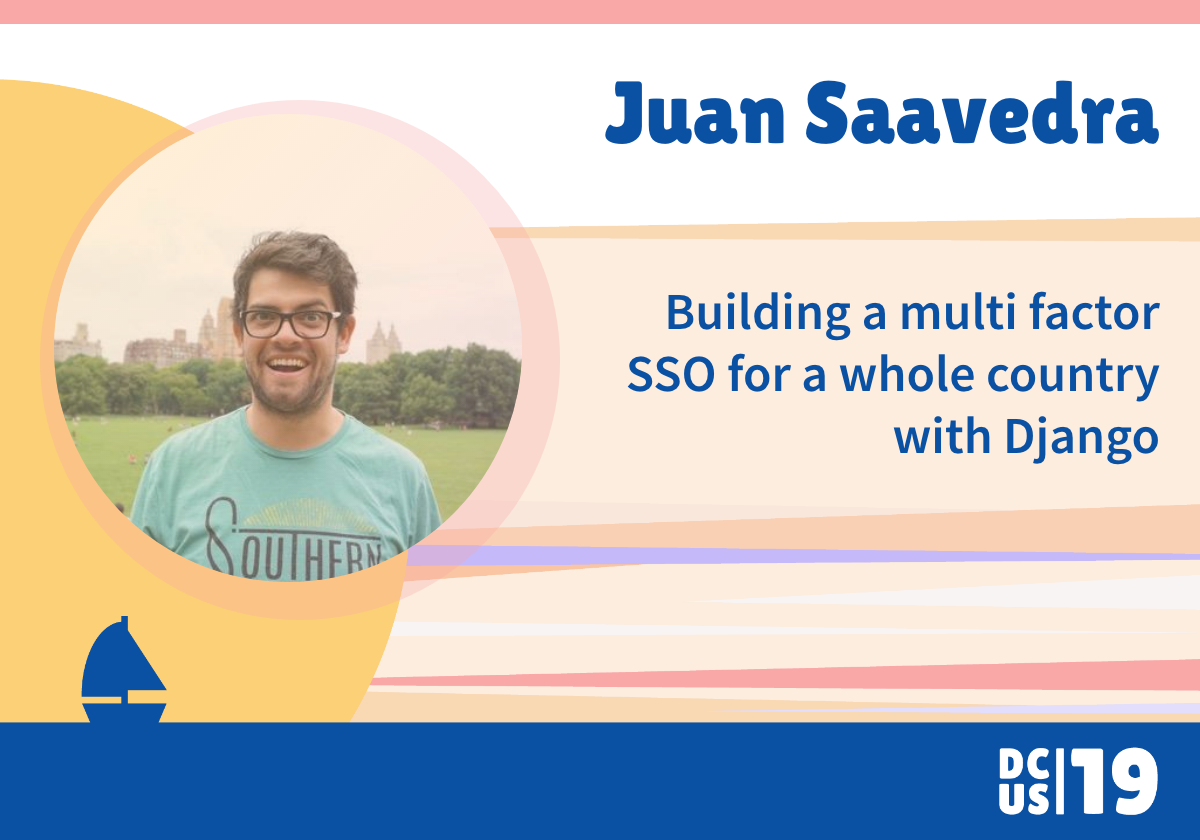 Juan Saavedra
Building a multi factor
SSO for a whole country
with Django
SOUTHERN
DC
US
19